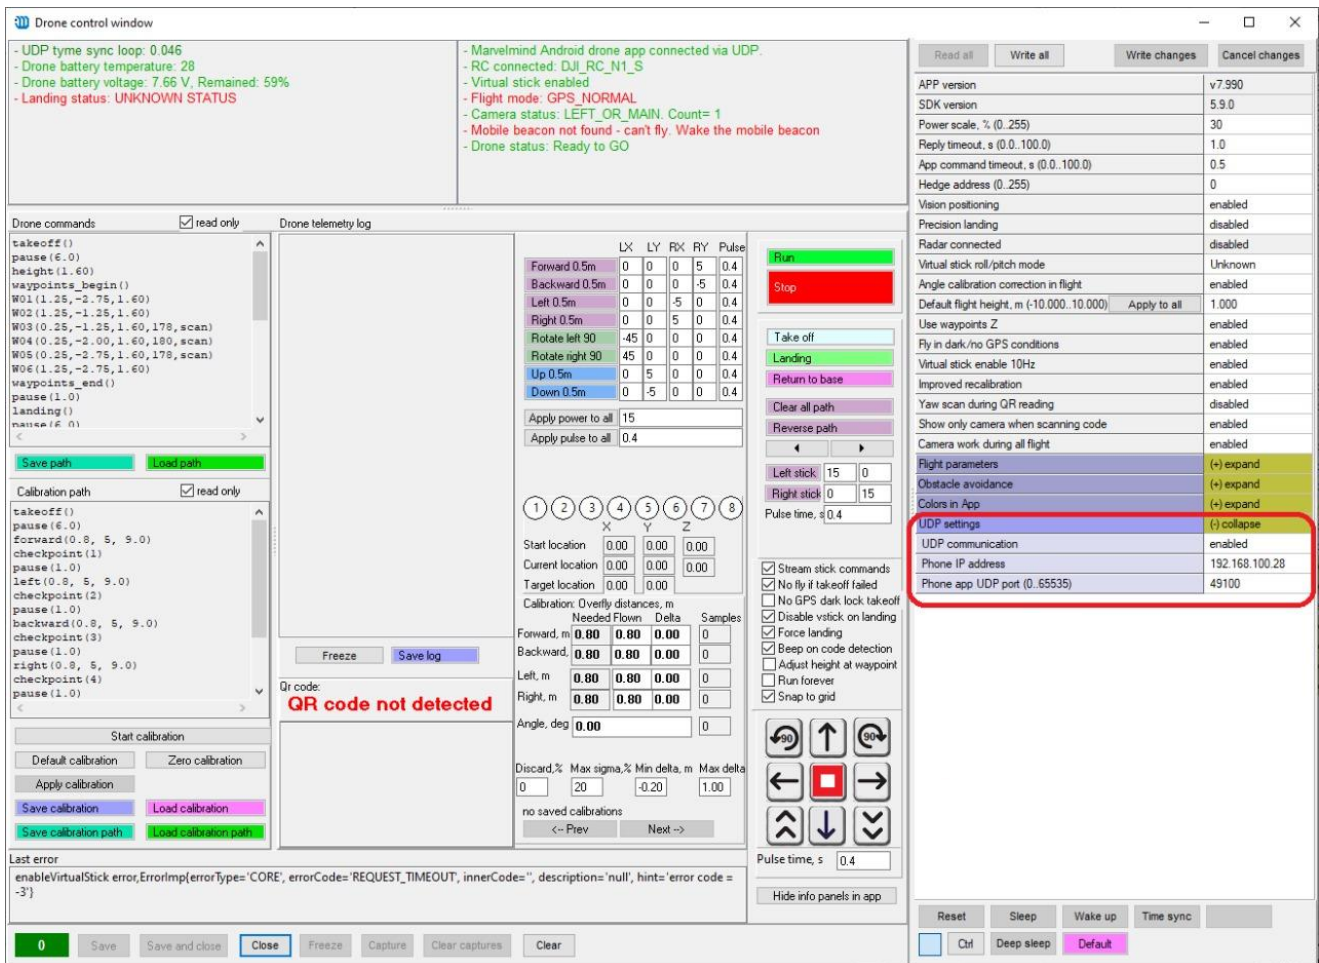 Drone control window
- UDP tyme sync loop: 0.046
- Drone battery temperature: 28
- Drone battery voltage: 7.66 V, Remained: 59%
- Landing status: UNKNOWN STATUS
- Marvelmind Android drone app connected via UDP.
- RC connected: DJI_RC_N1_S
- Virtual stick enabled
- Flight mode: GPS_NORMAL
- Camera status: LEFT_OR_MAIN. Count= 1
- Mobile beacon not found - can't fly. Wake the mobile beacon
- Drone status: Ready to GO
Drone commands read only
takeoff()
pause(6.0)
height(1.60)
waypoints_begin()
W01(1.25,-2.75,1.60)
W02(1.25,-1.25,1.60)
W03(0.25,-1.25,1.60,178,scan)
W04(0.25,-2.00,1.60,180,scan)
W05(0.25,-2.75,1.60,178,scan)
W06(1.25,-2.75,1.60)
waypoints_end()
pause(1.0)
landing()
pause(6.0)
Save path Load path
Calibration path read only
takeoff()
pause(6.0)
forward(0.8, 5, 9.0)
checkpoint(1)
pause(1.0)
left(0.8, 5, 9.0)
checkpoint(2)
pause(1.0)
backward(0.8, 5, 9.0)
checkpoint(3)
pause(1.0)
right(0.8, 5, 9.0)
checkpoint(4)
pause(1.0)
Start calibration
Default calibration Zero calibration
Apply calibration
Save calibration Load calibration
Save calibration path Load calibration path
Drone telemetry log
Freeze Save log
Qr code:
QR code not detected
LX LY RX RY Pulse
Forward 0.5m 0 0 0 5 0.4
Backward 0.5m 0 0 0 -5 0.4
Left 0.5m 0 0 -5 0 0.4
Right 0.5m 0 0 5 0 0.4
Rotate left 90 -45 0 0 0 0.4
Rotate right 90 45 0 0 0 0.4
Up 0.5m 0 5 0 0 0.4
Down 0.5m 0 -5 0 0 0.4
Apply power to all 15
Apply pulse to all 0.4
1 2 3 4 5 6 7 8
X Y Z
Start location 0.00 0.00 0.00
Current location 0.00 0.00 0.00
Target location 0.00 0.00
Calibration: Overfly distances, m
Needed Flown Delta Samples
Forward, m 0.80 0.80 0.00 0
Backward, 0.80 0.80 0.00 0
Left, m 0.80 0.80 0.00 0
Right, m 0.80 0.80 0.00 0
Angle, deg 0.00 0
Discard,% Max sigma,% Min delta, m Max delta
0 20 -0.20 1.00
no saved calibrations
<-- Prev Next -->
Run
Stop
Take off
Landing
Return to base
Clear all path
Reverse path
Left stick 15 0
Right stick 0 15
Pulse time, s 0.4
Stream stick commands
No fly if takeoff failed
No GPS dark lock takeoff
Disable vstick on landing
Force landing
Beep on code detection
Adjust height at waypoint
Run forever
Snap to grid
90 90
Pulse time, s 0.4
Hide info panels in app
Last error
enableVirtualStick error,ErrorImp{errorType='CORE', errorCode='REQUEST_TIMEOUT', innerCode='', description='null', hint='error code =
-3'}
0 Save Save and close Close Freeze Capture Clear captures Clear
Read all Write all Write changes Cancel changes
APP version v7.990
SDK version 5.9.0
Power scale, % (0..255) 30
Reply timeout, s (0.0..100.0) 1.0
App command timeout, s (0.0..100.0) 0.5
Hedge address (0..255) 0
Vision positioning enabled
Precision landing disabled
Radar connected disabled
Virtual stick roll/pitch mode Unknown
Angle calibration correction in flight enabled
Default flight height, m (-10.000..10.000) Apply to all 1.000
Use waypoints Z enabled
Fly in dark/no GPS conditions enabled
Virtual stick enable 10Hz enabled
Improved recalibration enabled
Yaw scan during QR reading disabled
Show only camera when scanning code enabled
Camera work during all flight enabled
Flight parameters (+) expand
Obstacle avoidance (+) expand
Colors in App (+) expand
UDP settings (-) collapse
UDP communication enabled
Phone IP address 192.168.100.28
Phone app UDP port (0..65535) 49100
Reset Sleep Wake up Time sync
Ctrl Deep sleep Default